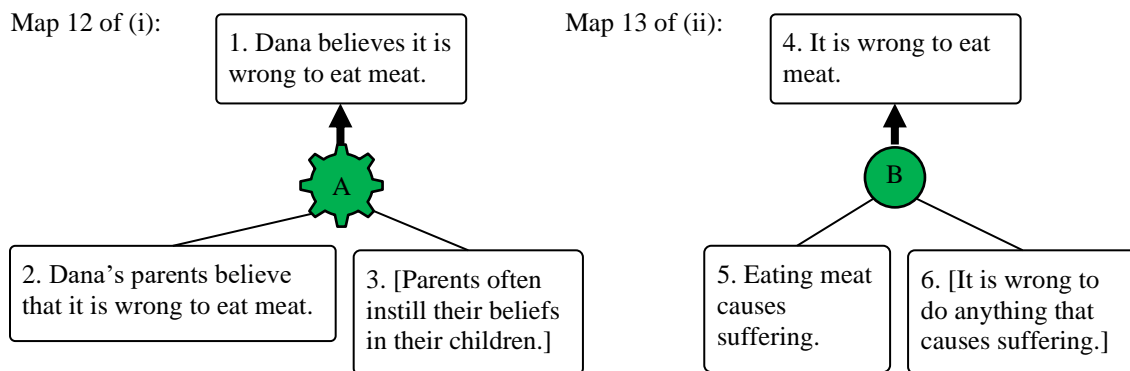 Map 12 of (i):
1. Dana believes it is
wrong to eat meat.
A
2. Dana’s parents believe
that it is wrong to eat meat.
3. [Parents often
instill their beliefs
in their children.]
Map 13 of (ii):
4. It is wrong to eat
meat.
B
5. Eating meat
causes
suffering.
6. [It is wrong to
do anything that
causes suffering.]